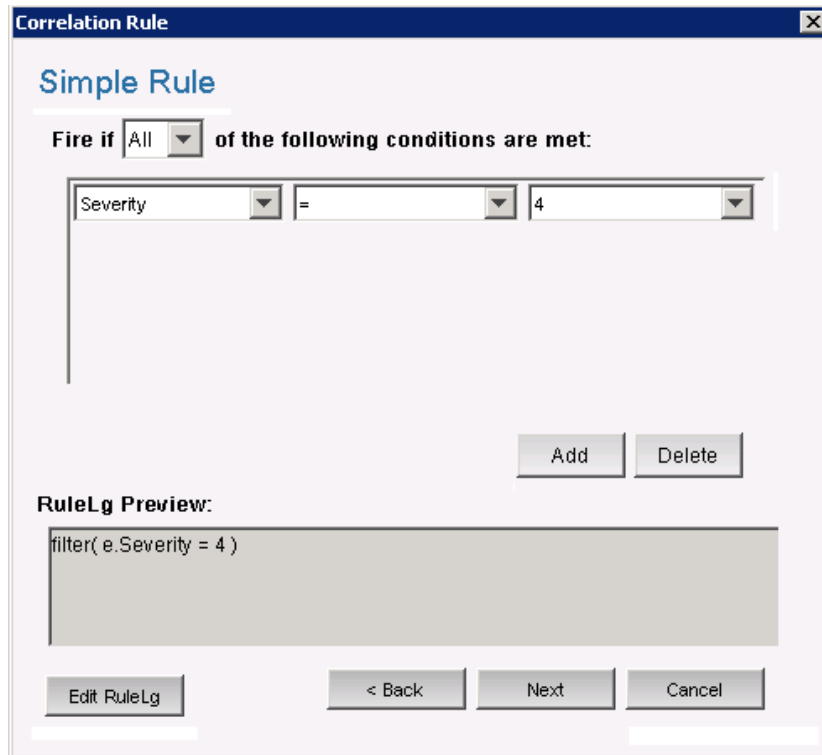 Correlation Rule
Simple Rule
Fire if All of the following conditions are met:
Severity = 4
Add Delete
RuleLg Preview:
filter( e.Severity = 4 )
Edit RuleLg < Back Next Cancel